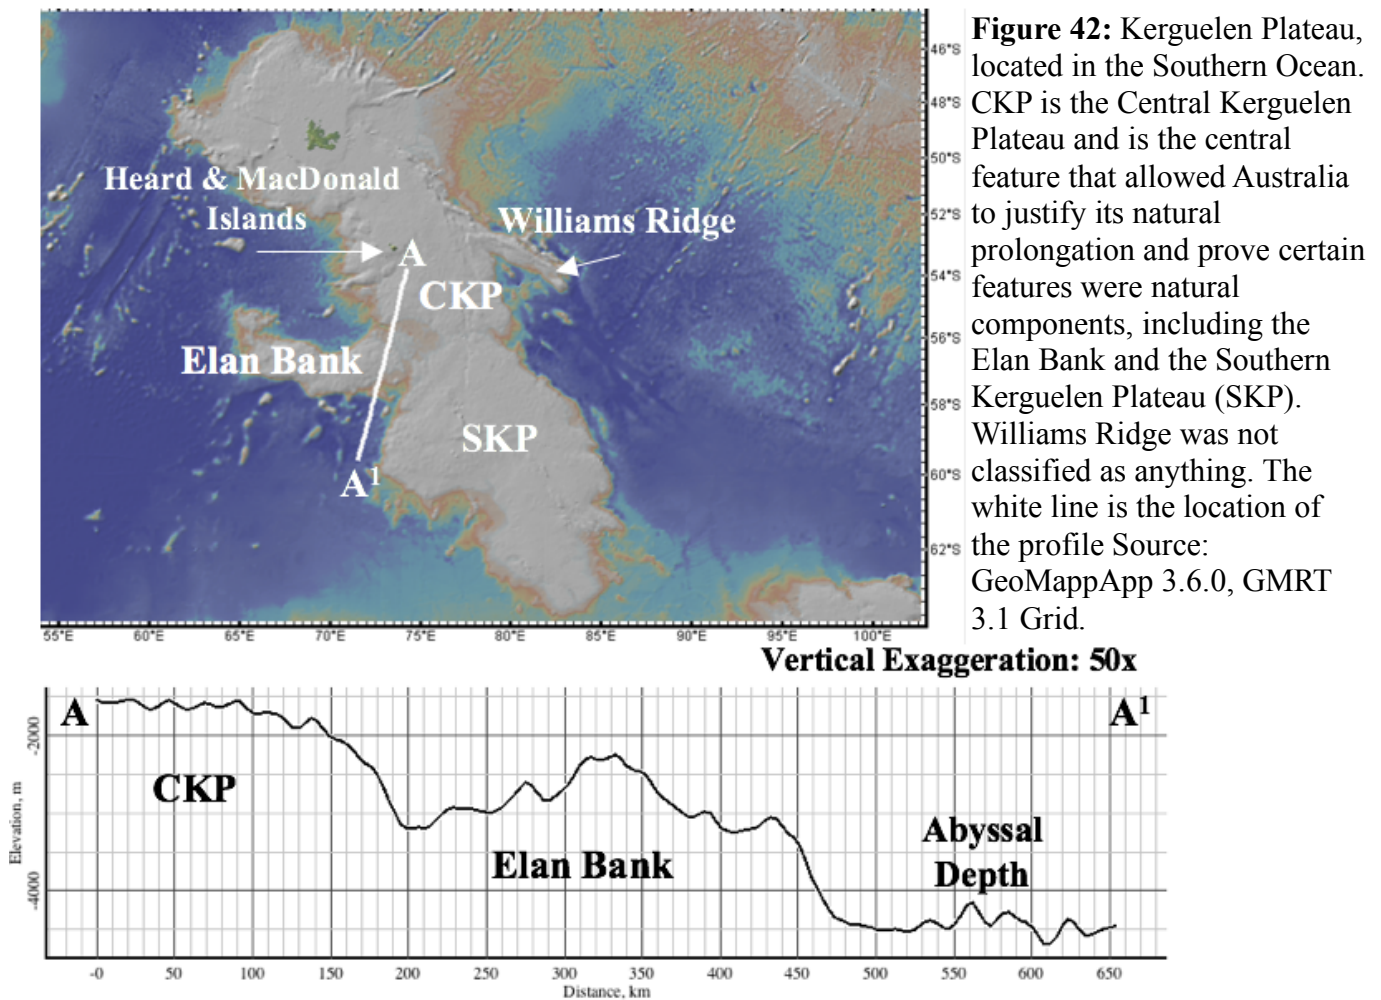 Figure 42: Kerguelen Plateau,
located in the Southern Ocean.
CKP is the Central Kerguelen
Plateau and is the central
feature that allowed Australia
to justify its natural
prolongation and prove certain
features were natural
components, including the
Elan Bank and the Southern
Kerguelen Plateau (SKP).
Williams Ridge was not
classified as anything. The
white line is the location of
the profile Source:
GeoMappApp 3.6.0, GMRT
3.1 Grid.
Heard & MacDonald
Islands
Williams Ridge
A
CKP
Elan Bank
SKP
A¹
46°S
48°S
50°S
52°S
54°S
56°S
58°S
60°S
62°S
55°E 60°E 65°E 70°E 75°E 80°E 85°E 90°E 95°E 100°E
Vertical Exaggeration: 50x
A
A¹
CKP
Elan Bank
Abyssal
Depth
Elevation, m
-2000
-4000
-0 50 100 150 200 250 300 350 400 450 500 550 600 650
Distance, km